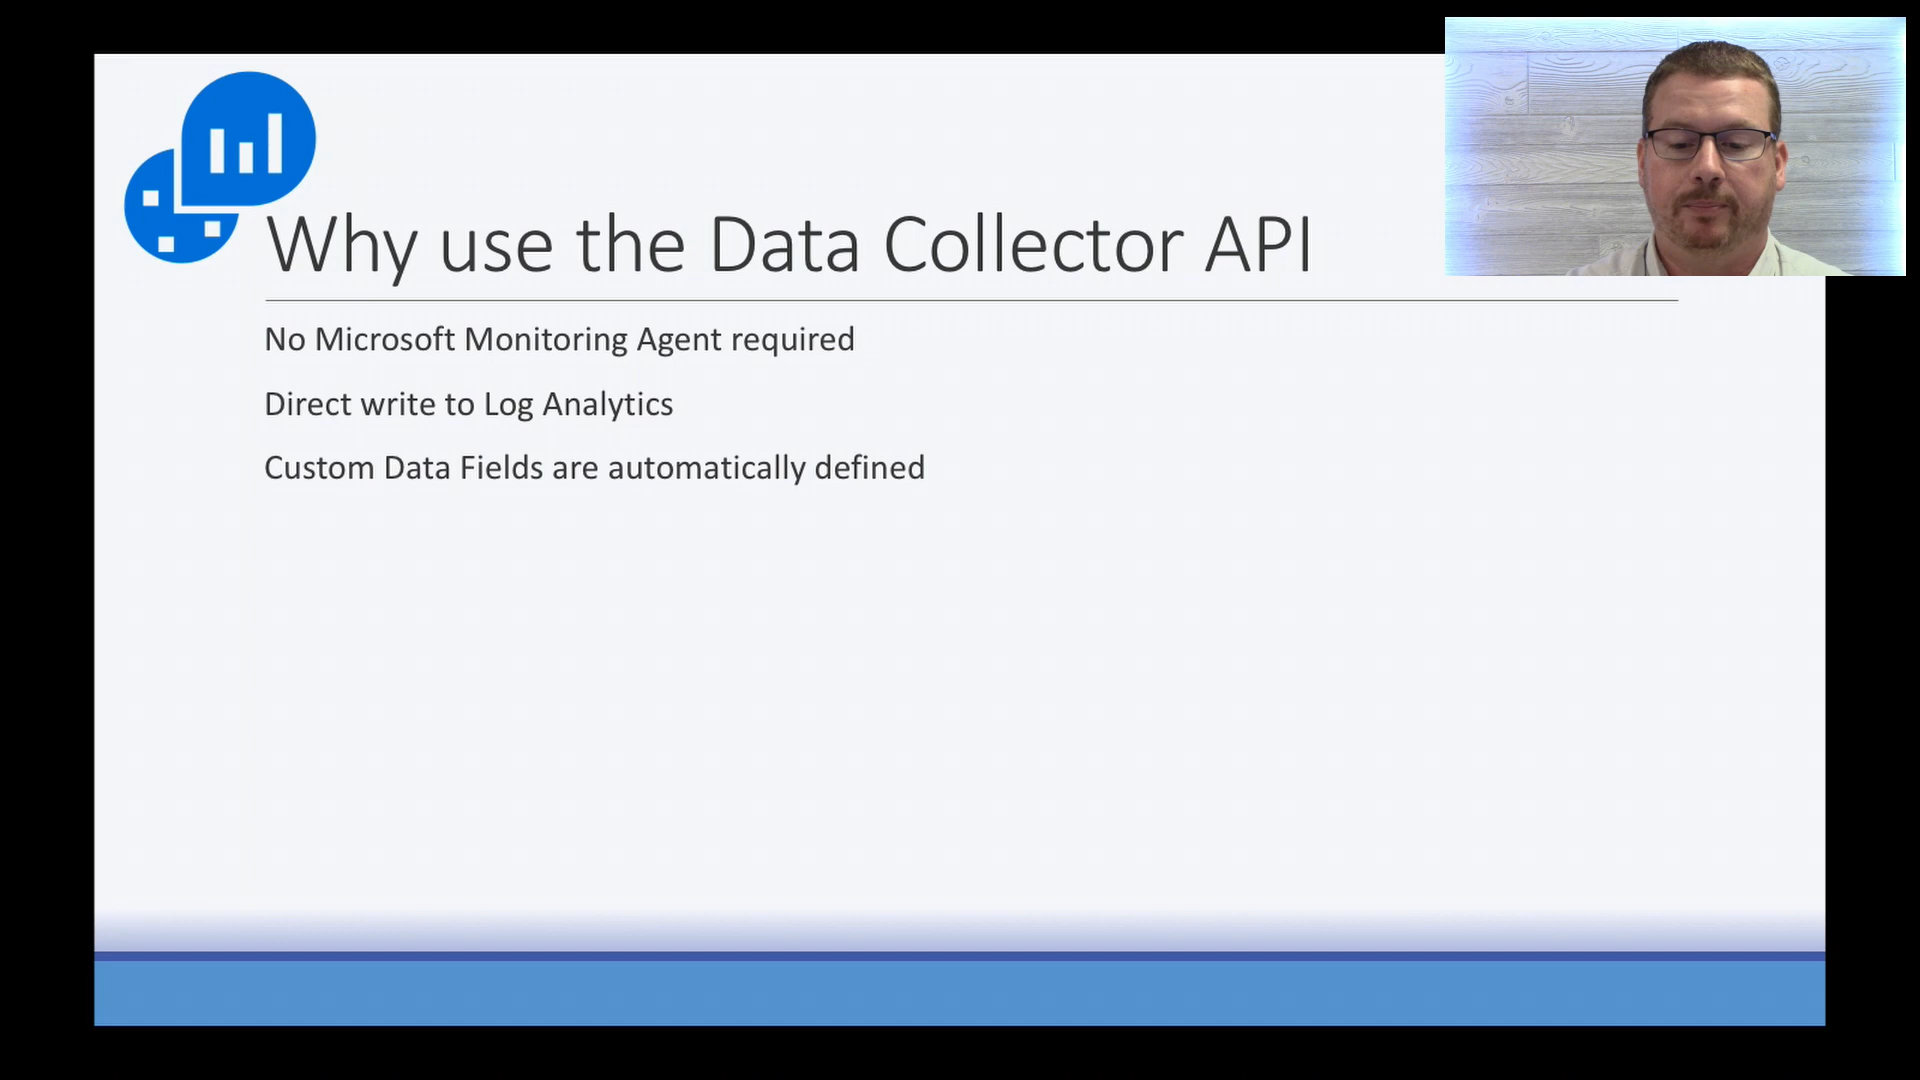 Why use the Data Collector API
No Microsoft Monitoring Agent required
Direct write to Log Analytics
Custom Data Fields are automatically defined